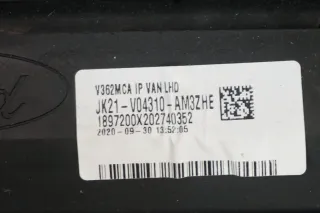 V362MCA IP VAN LHD
JK21-V04310-AM3ZHE
1897200X202740352
2020-09-30 13:52:05